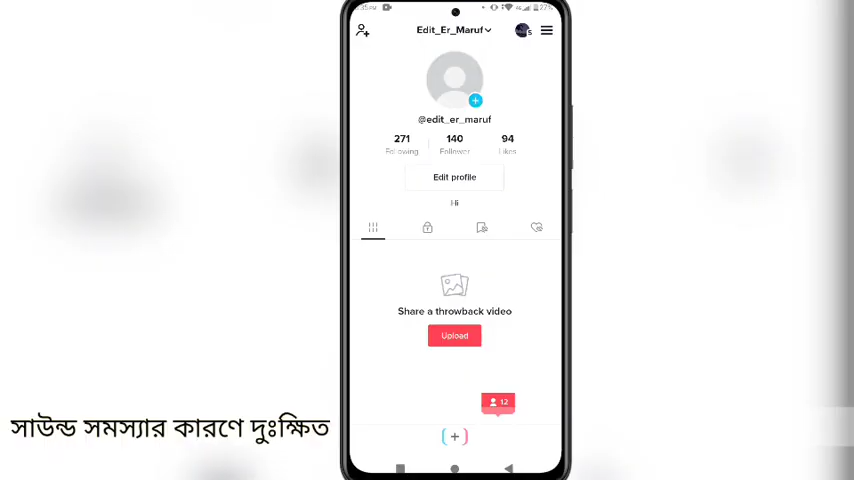 27%
Edit_Er_Maruf
@edit_er_maruf
271 140 94
Following Follower Likes
Edit profile
Hi
Share a throwback video
Upload
12
সাউন্ড সমস্যার কারণে দুঃক্ষিত